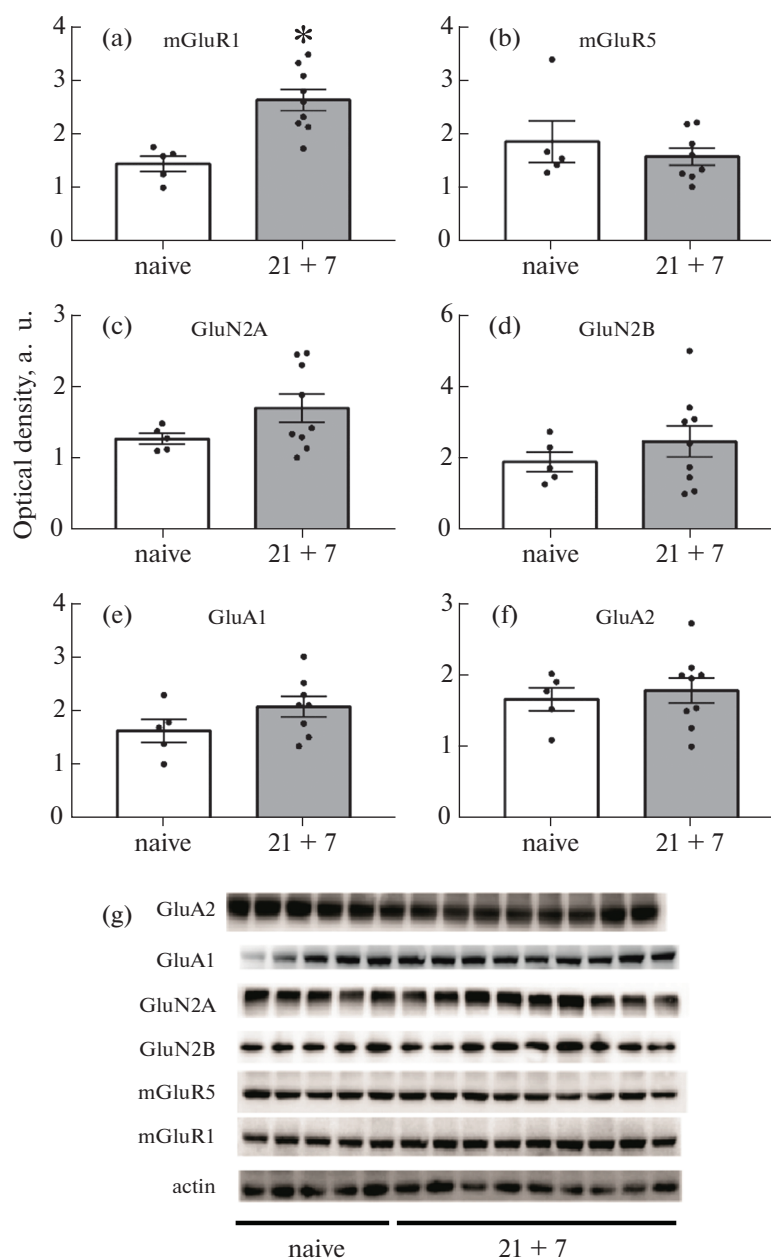 Optical density, a. u.
(a) mGluR1
*
4
3
2
1
0
naive 21 + 7
(b) mGluR5
4
3
2
1
0
naive 21 + 7
(c) GluN2A
3
2
1
0
naive 21 + 7
(d) GluN2B
6
4
2
0
naive 21 + 7
(e) GluA1
4
3
2
1
0
naive 21 + 7
(f) GluA2
3
2
1
0
naive 21 + 7
(g) GluA2
GluA1
GluN2A
GluN2B
mGluR5
mGluR1
actin
naive 21 + 7